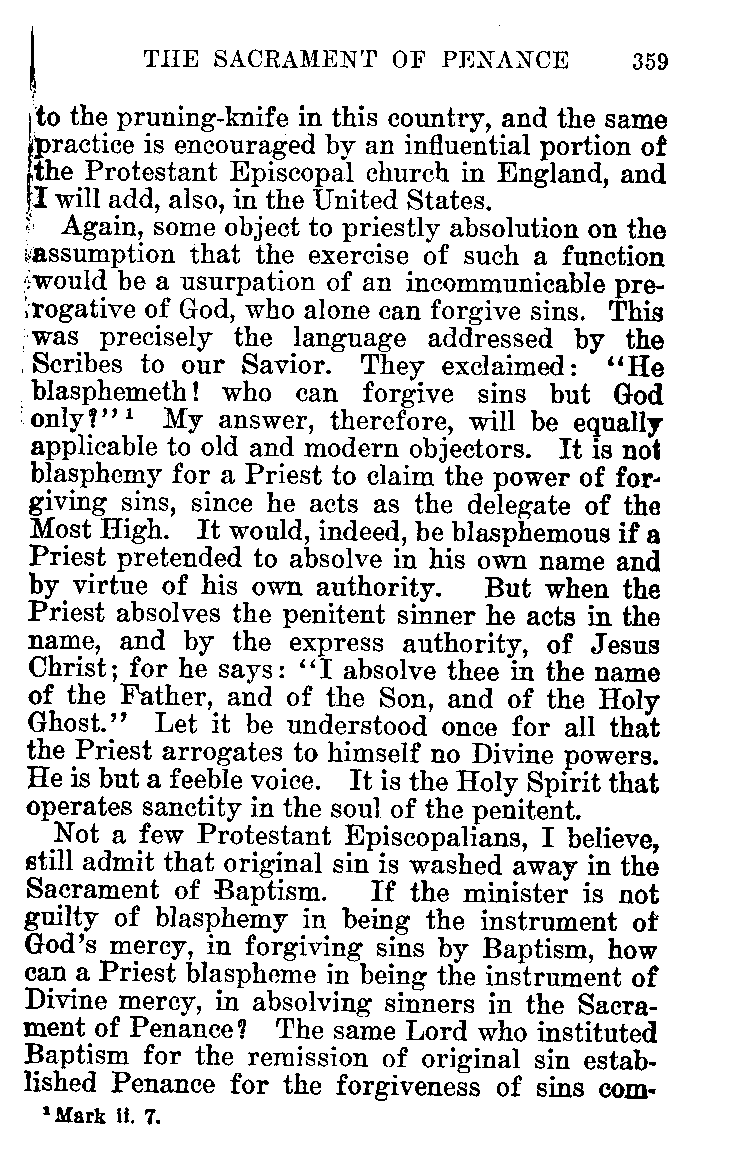 THE SACRAMENT OF PENANCE 359
to the pruning-knife in this country, and the same
practice is encouraged by an influential portion of
the Protestant Episcopal church in England, and
I will add, also, in the United States.
Again, some object to priestly absolution on the
assumption that the exercise of such a function
would be a usurpation of an incommunicable pre-
rogative of God, who alone can forgive sins. This
was precisely the language addressed by the
Scribes to our Savior. They exclaimed: “He
blasphemeth! who can forgive sins but God
only?”¹ My answer, therefore, will be equally
applicable to old and modern objectors. It is not
blasphemy for a Priest to claim the power of for-
giving sins, since he acts as the delegate of the
Most High. It would, indeed, be blasphemous if a
Priest pretended to absolve in his own name and
by virtue of his own authority. But when the
Priest absolves the penitent sinner he acts in the
name, and by the express authority, of Jesus
Christ; for he says: “I absolve thee in the name
of the Father, and of the Son, and of the Holy
Ghost.” Let it be understood once for all that
the Priest arrogates to himself no Divine powers.
He is but a feeble voice. It is the Holy Spirit that
operates sanctity in the soul of the penitent.
Not a few Protestant Episcopalians, I believe,
still admit that original sin is washed away in the
Sacrament of Baptism. If the minister is not
guilty of blasphemy in being the instrument of
God’s mercy, in forgiving sins by Baptism, how
can a Priest blaspheme in being the instrument of
Divine mercy, in absolving sinners in the Sacra-
ment of Penance? The same Lord who instituted
Baptism for the remission of original sin estab-
lished Penance for the forgiveness of sins com-
¹ Mark ii. 7.